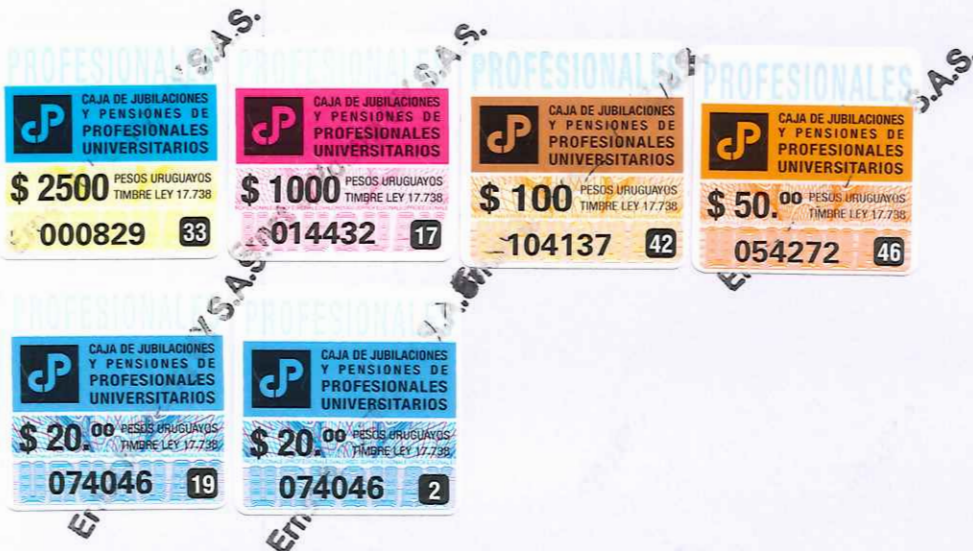 PROFESIONALES
CAJA DE JUBILACIONES
Y PENSIONES DE
PROFESIONALES
UNIVERSITARIOS
$ 2500 PESOS URUGUAYOS
TIMBRE LEY 17.738
000829 33
S.A.S.
PROFESIONALES
CAJA DE JUBILACIONES
Y PENSIONES DE
PROFESIONALES
UNIVERSITARIOS
$ 1000 PESOS URUGUAYOS
TIMBRE LEY 17.738
014432 17
S.A.S.
PROFESIONALES
CAJA DE JUBILACIONES
Y PENSIONES DE
PROFESIONALES
UNIVERSITARIOS
$ 100 PESOS URUGUAYOS
TIMBRE LEY 17.738
104137 42
PROFESIONALES
CAJA DE JUBILACIONES
Y PENSIONES DE
PROFESIONALES
UNIVERSITARIOS
$ 50.00 PESOS URUGUAYOS
TIMBRE LEY 17.738
054272 46
S.A.S.
PROFESIONALES
CAJA DE JUBILACIONES
Y PENSIONES DE
PROFESIONALES
UNIVERSITARIOS
$ 20.00 PESOS URUGUAYOS
TIMBRE LEY 17.738
074046 19
S.A.S.
PROFESIONALES
CAJA DE JUBILACIONES
Y PENSIONES DE
PROFESIONALES
UNIVERSITARIOS
$ 20.00 PESOS URUGUAYOS
TIMBRE LEY 17.738
074046 2